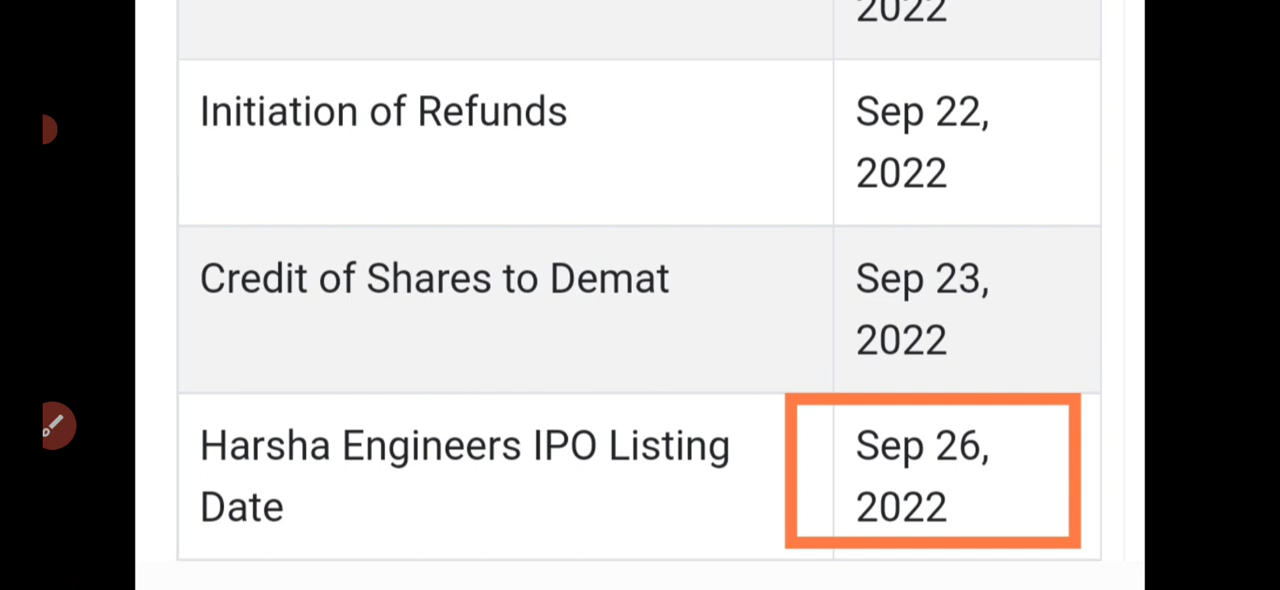 2022
Initiation of Refunds
Sep 22,
2022
Credit of Shares to Demat
Sep 23,
2022
Harsha Engineers IPO Listing
Date
Sep 26,
2022